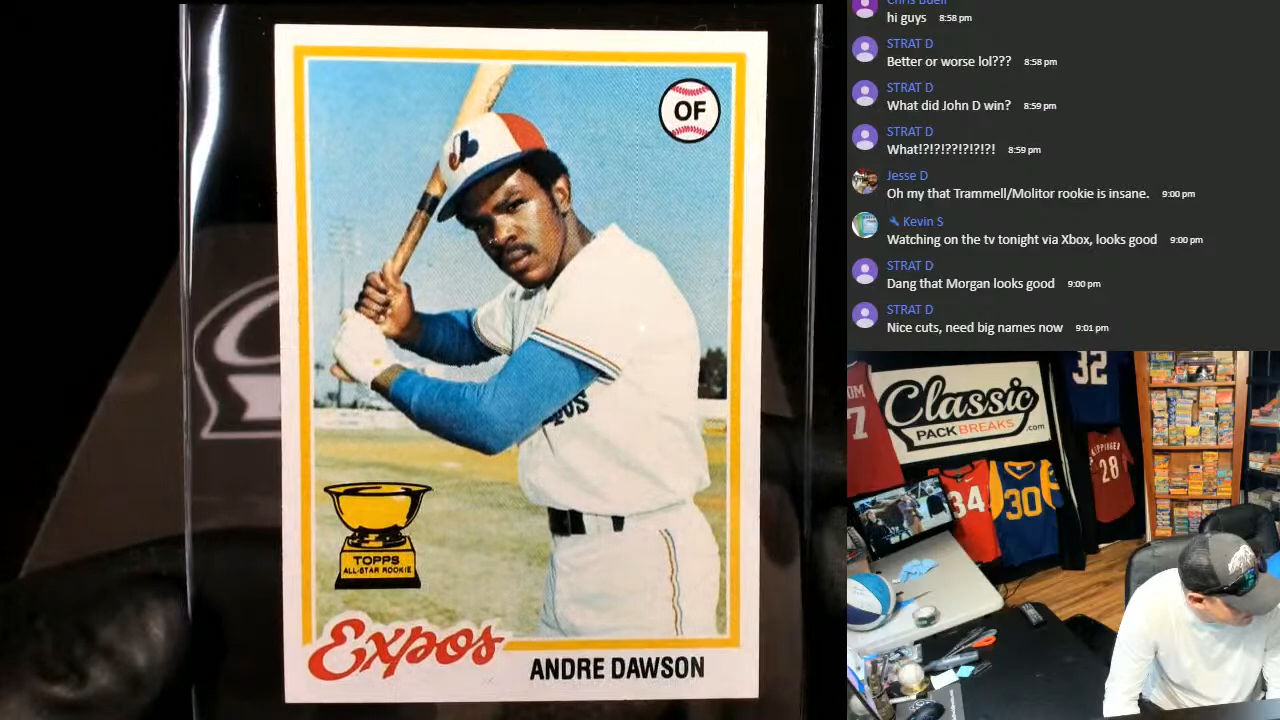 OF
TOPPS
ALL-STAR ROOKIE
Expos
ANDRE DAWSON
hi guys 8:58 pm
STRAT D
Better or worse lol??? 8:58 pm
STRAT D
What did John D win? 8:59 pm
STRAT D
What!?!?!??!?!?!?! 8:59 pm
Jesse D
Oh my that Trammell/Molitor rookie is insane. 9:00 pm
Kevin S
Watching on the tv tonight via Xbox, looks good 9:00 pm
STRAT D
Dang that Morgan looks good 9:00 pm
STRAT D
Nice cuts, need big names now 9:01 pm
Classic
PACK BREAKS
.com
32
7
34
30
28